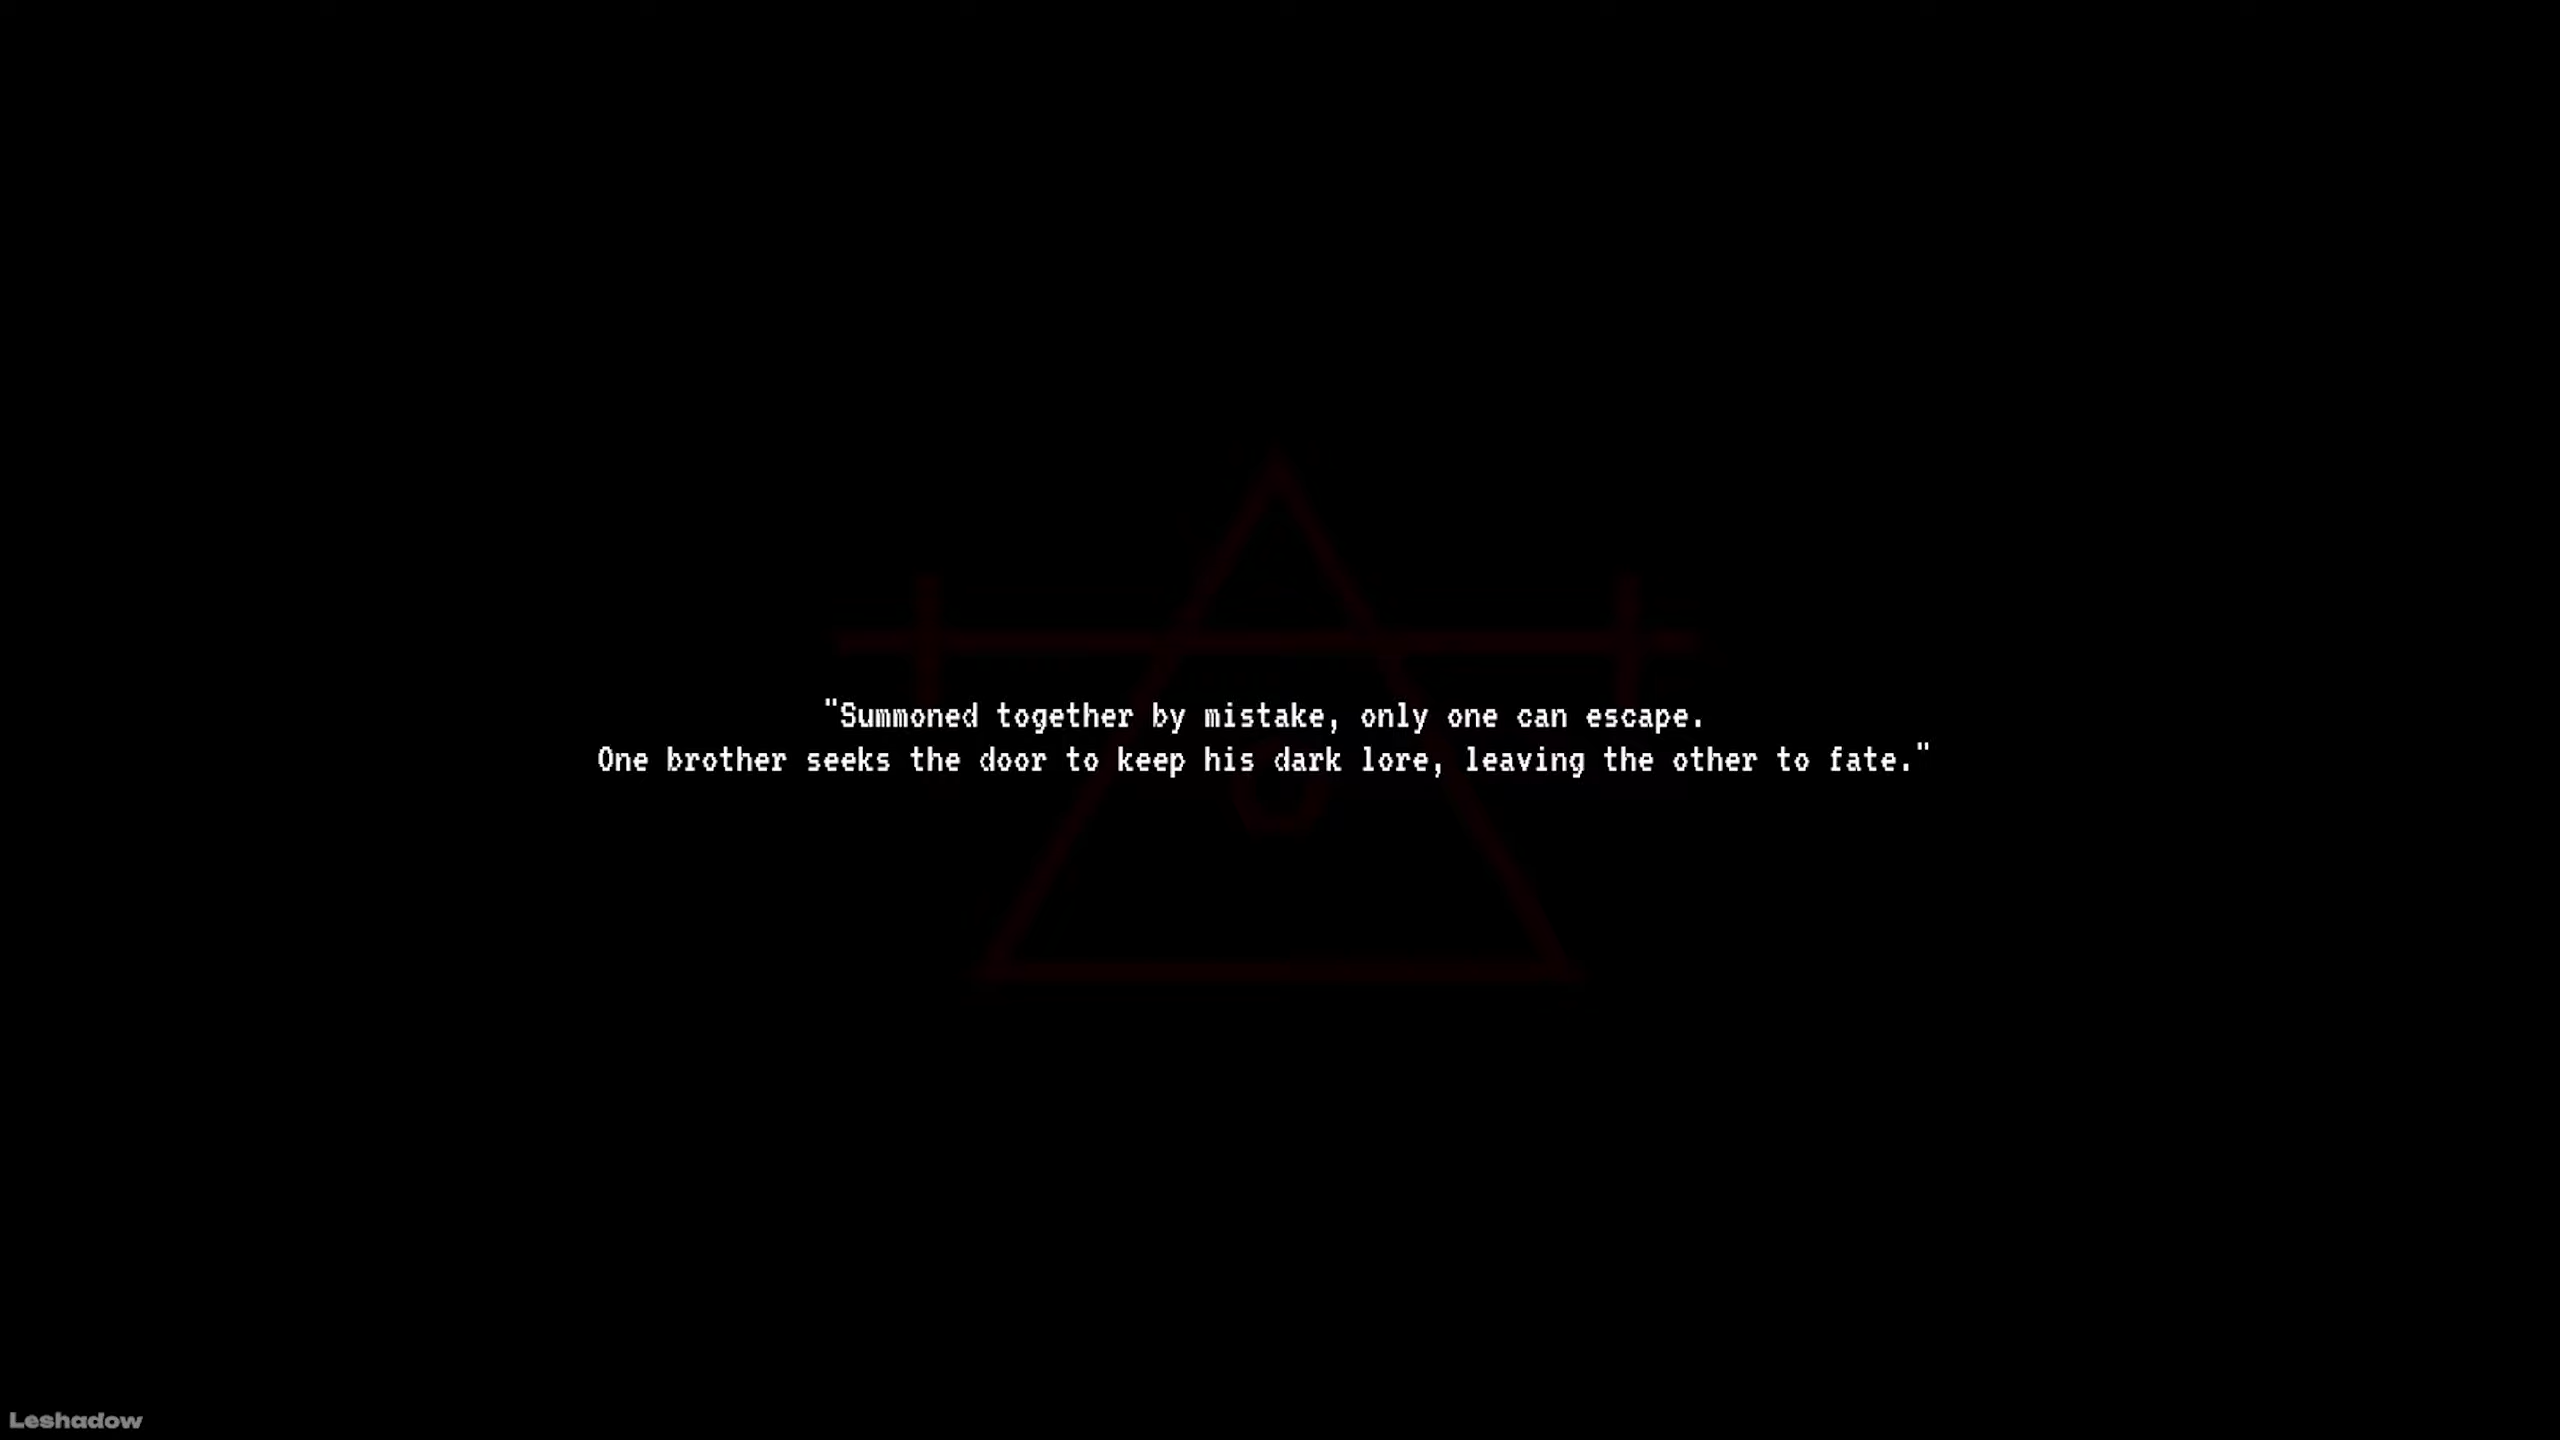 "Summoned together by mistake, only one can escape.
One brother seeks the door to keep his dark lore, leaving the other to fate."
Leshadow